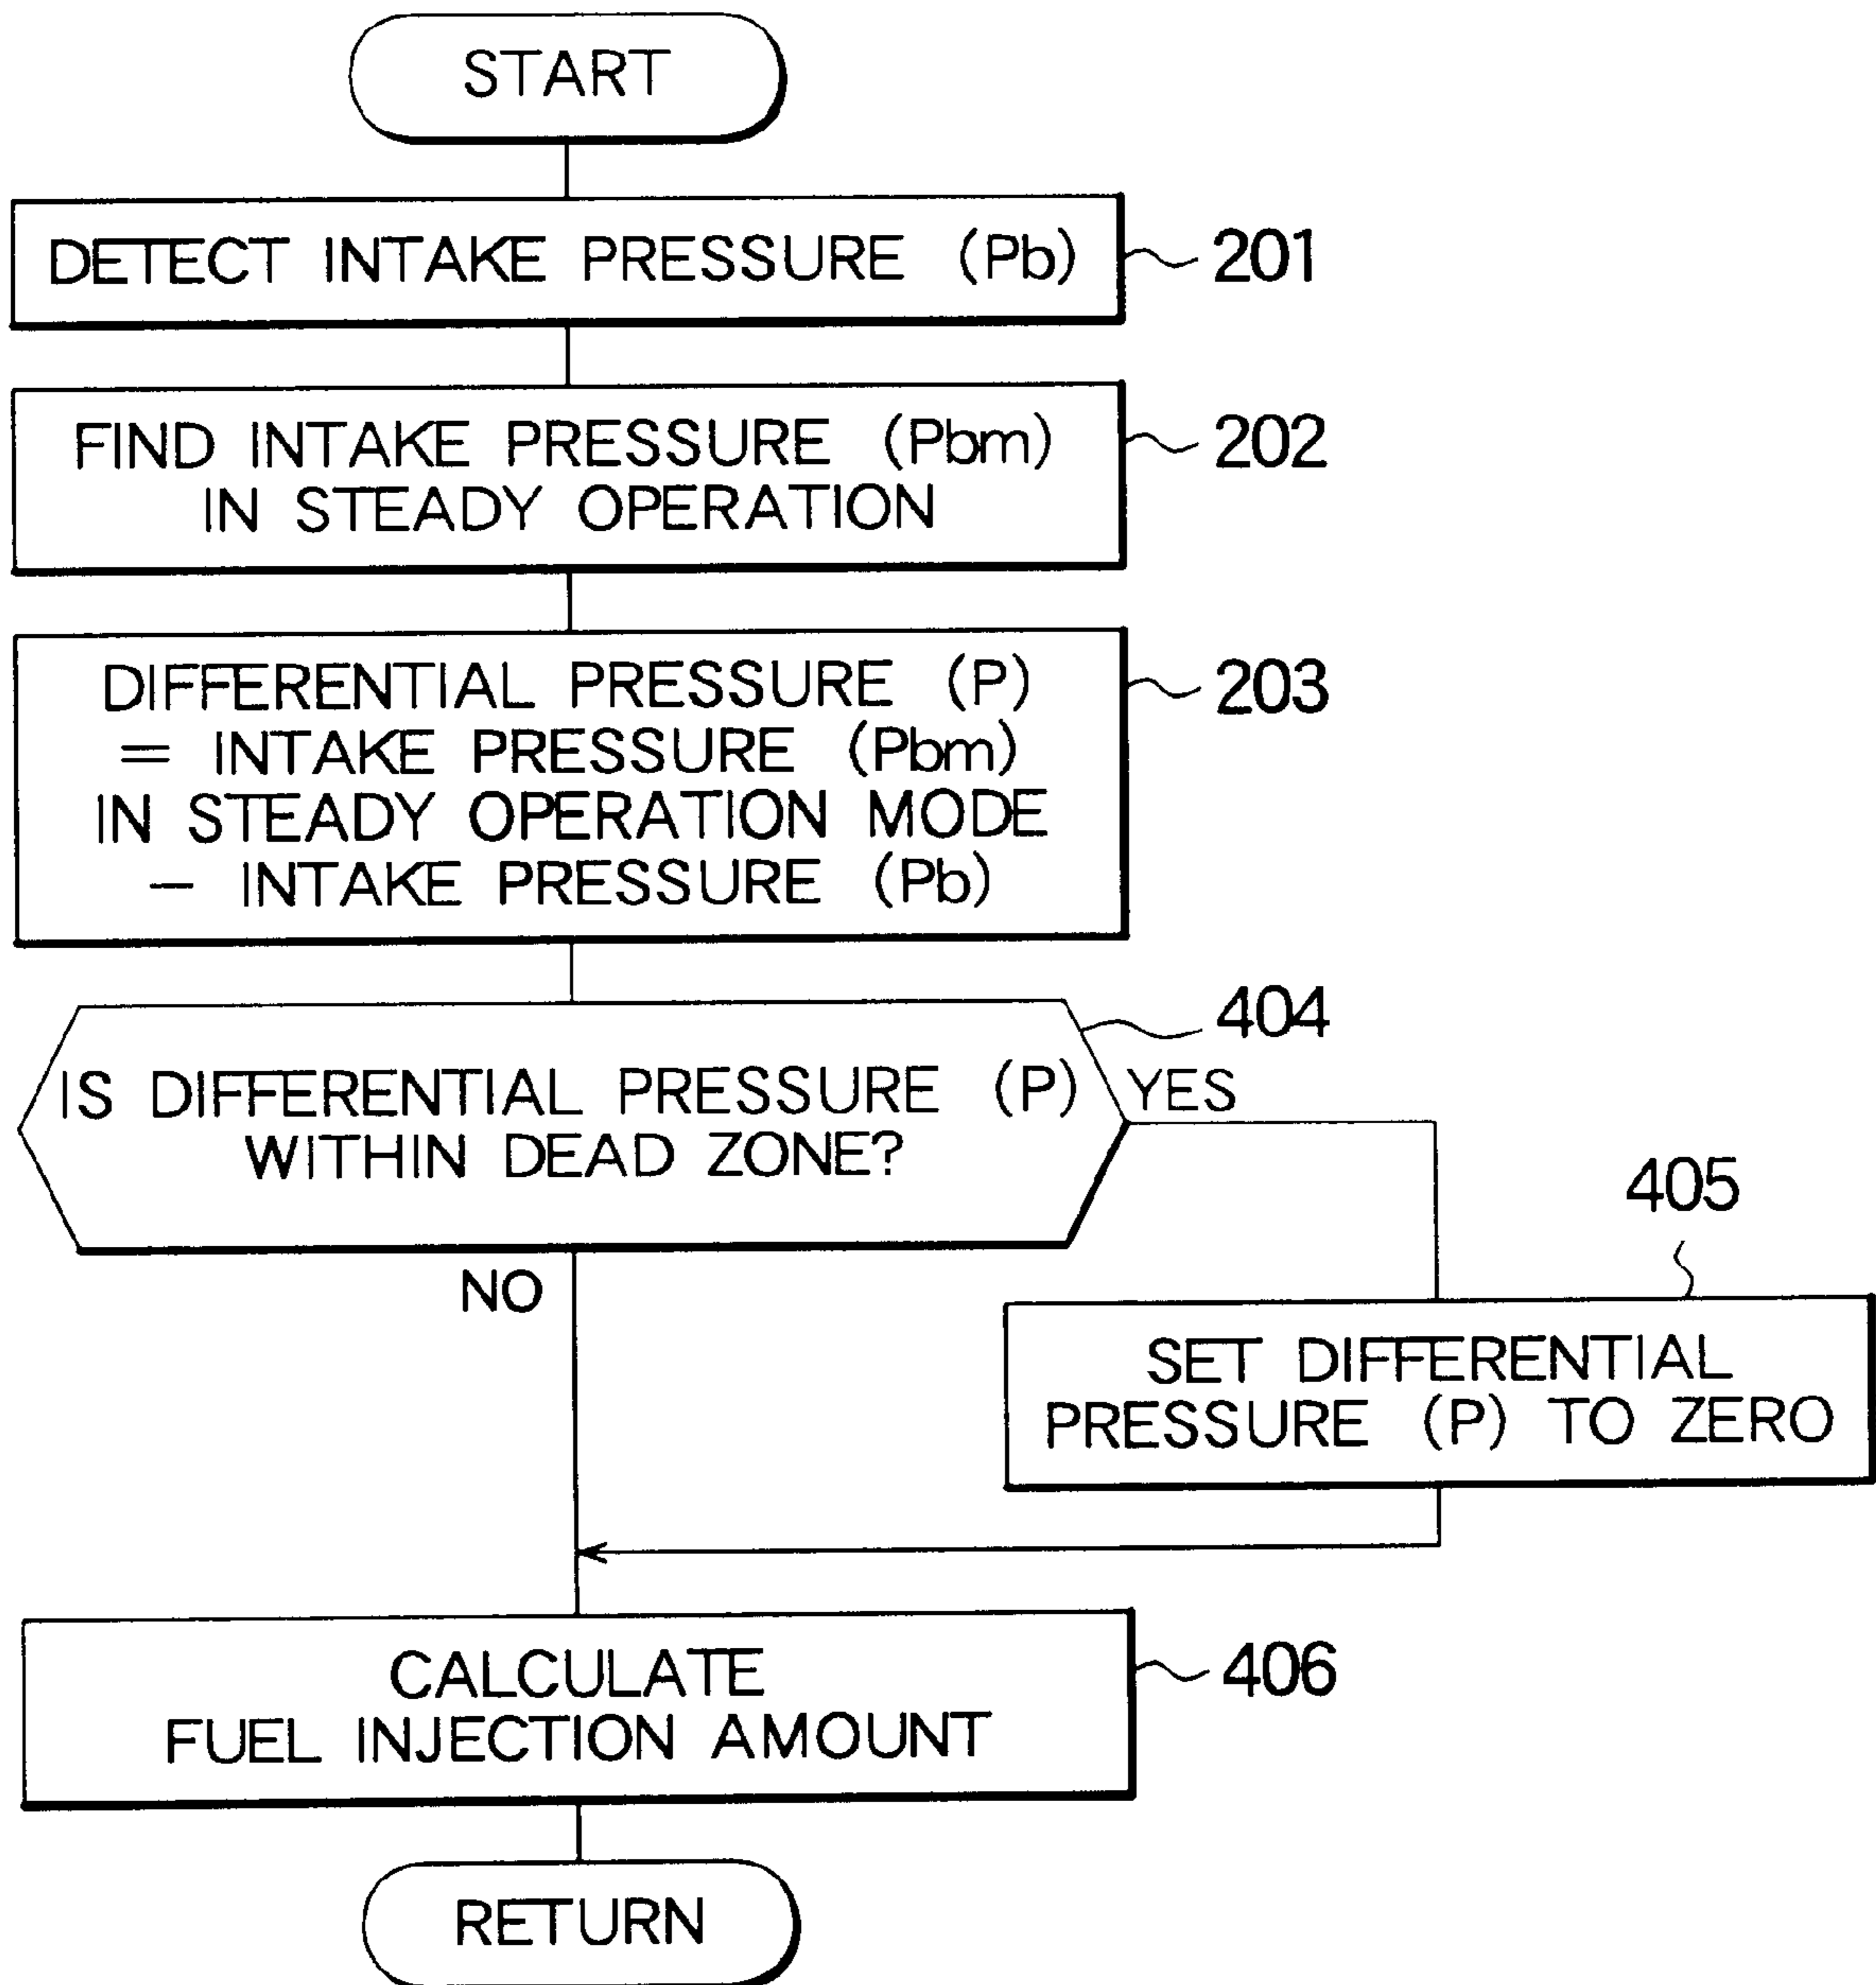 START
DETECT INTAKE PRESSURE (Pb)
201
FIND INTAKE PRESSURE (Pbm)
IN STEADY OPERATION
202
DIFFERENTIAL PRESSURE (P)
= INTAKE PRESSURE (Pbm)
IN STEADY OPERATION MODE
- INTAKE PRESSURE (Pb)
203
404
IS DIFFERENTIAL PRESSURE (P)
WITHIN DEAD ZONE?
YES
405
NO
SET DIFFERENTIAL
PRESSURE (P) TO ZERO
CALCULATE
FUEL INJECTION AMOUNT
406
RETURN